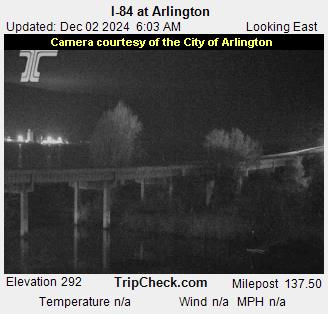 I-84 at Arlington
Updated: Dec 02 2024 6:03 AM Looking East
Camera courtesy of the City of Arlington
Elevation 292 TripCheck.com Milepost 137.50
Temperature n/a Wind n/a MPH n/a